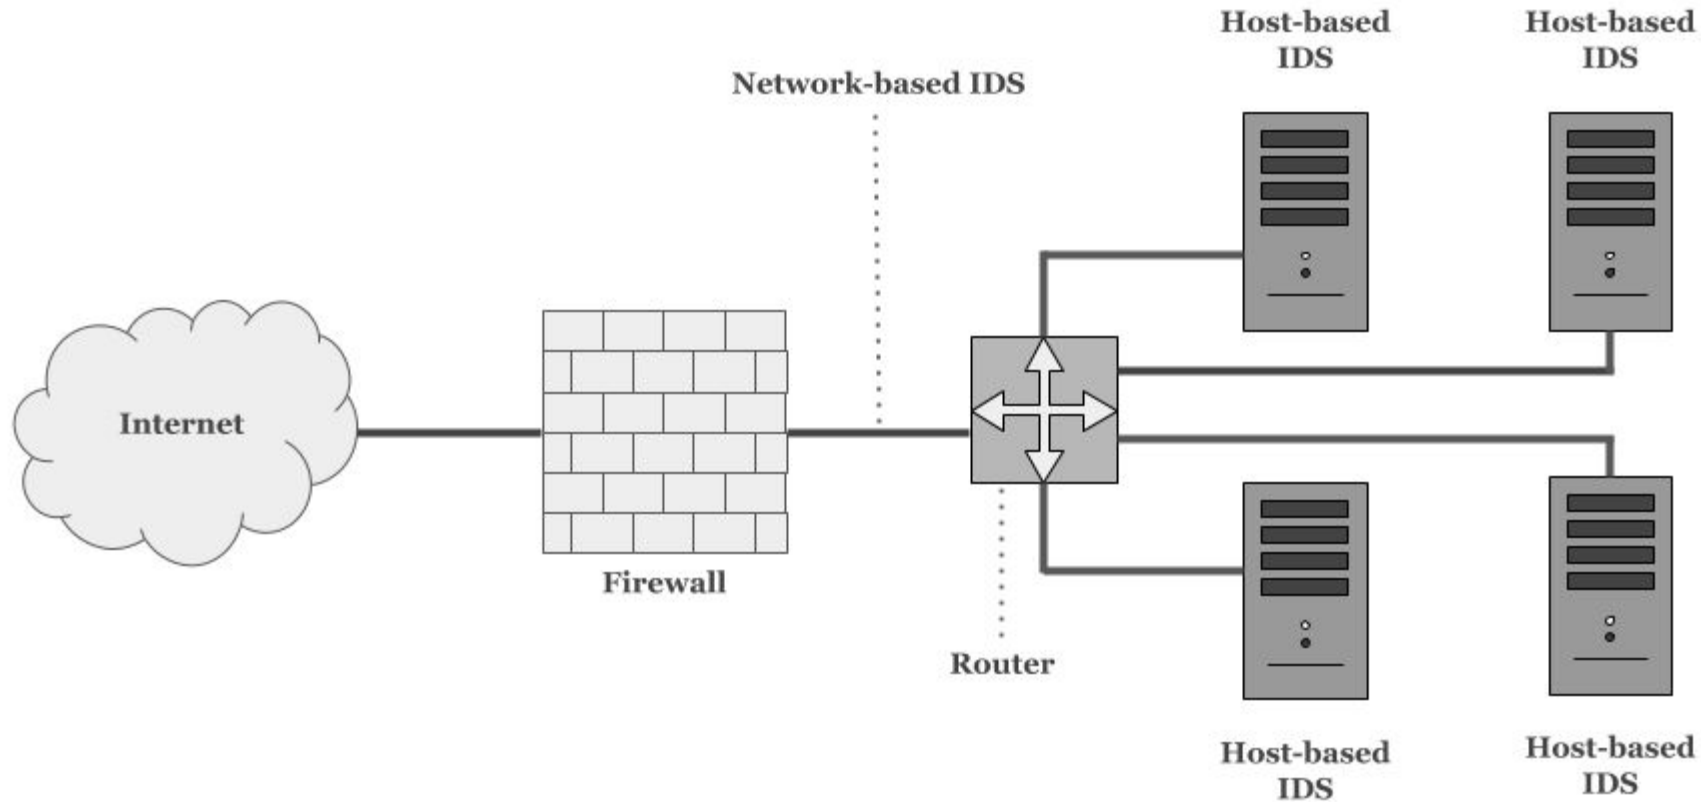 Host-based
IDS
Host-based
IDS
Network-based IDS
Internet
Firewall
Router
Host-based
IDS
Host-based
IDS